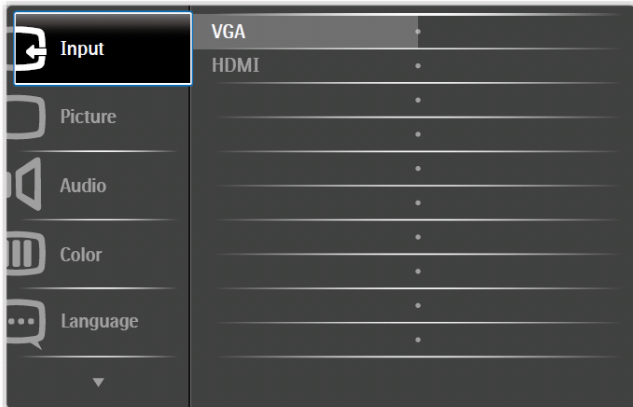 Input
Picture
Audio
Color
Language
VGA
HDMI